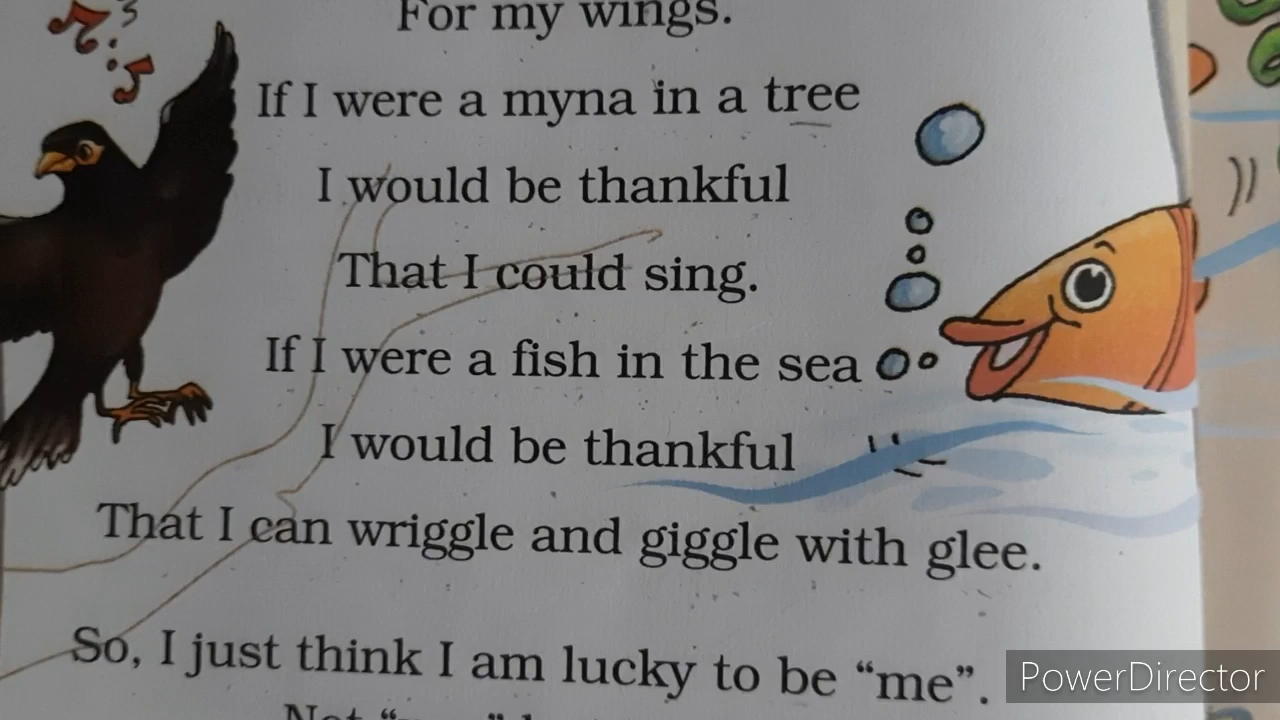 For my wings.
If I were a myna in a tree
I would be thankful
That I could sing.
If I were a fish in the sea
I would be thankful
That I can wriggle and giggle with glee.
So, I just think I am lucky to be “me”.
PowerDirector
Not